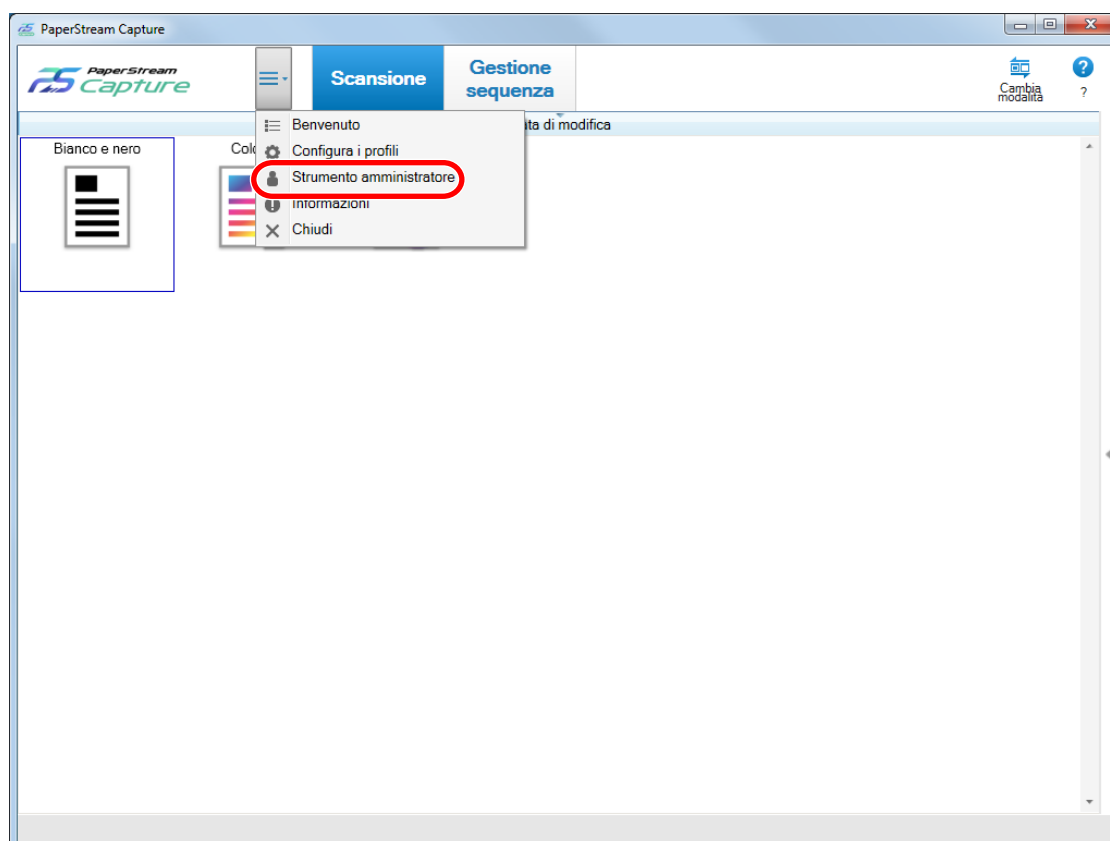 PaperStream Capture
PaperStream
Capture
Scansione
Gestione
sequenza
Cambia
modalità
?
?
di modifica
Bianco e nero
Benvenuto
Configura i profili
Strumento amministratore
Informazioni
Chiudi